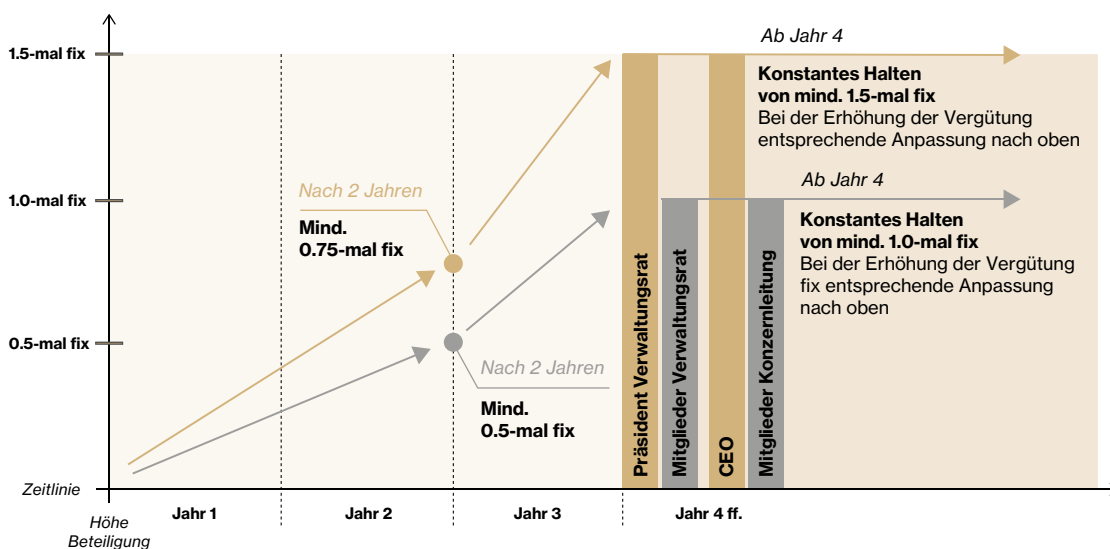 1.5-mal fix
1.0-mal fix
0.5-mal fix
Ab Jahr 4
Konstantes Halten
von mind. 1.5-mal fix
Bei der Erhöhung der Vergütung
entsprechende Anpassung nach oben
Nach 2 Jahren
Mind.
0.75-mal fix
Ab Jahr 4
Konstantes Halten
von mind. 1.0-mal fix
Bei der Erhöhung der Vergütung
fix entsprechende Anpassung
nach oben
Nach 2 Jahren
Mind.
0.5-mal fix
Präsident Verwaltungsrat
Mitglieder Verwaltungsrat
CEO
Mitglieder Konzernleitung
Zeitlinie
Höhe
Beteiligung
Jahr 1
Jahr 2
Jahr 3
Jahr 4 ff.